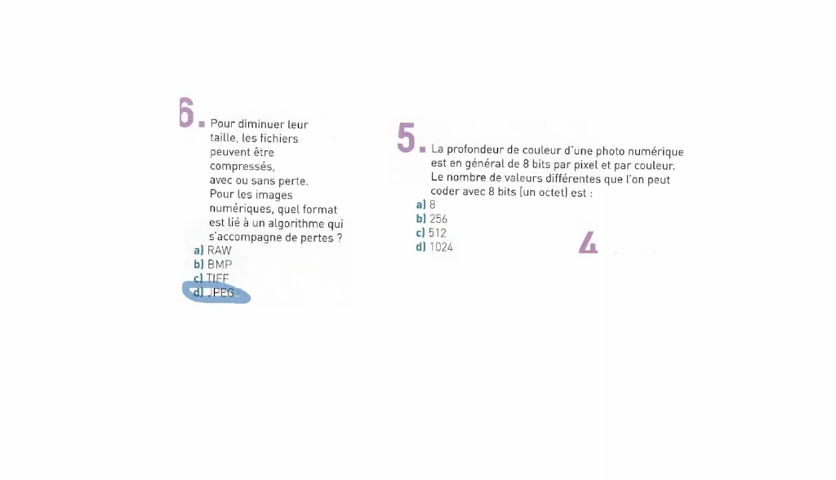 6.
Pour diminuer leur
taille, les fichiers
peuvent être
compressés,
avec ou sans perte.
Pour les images
numériques, quel format
est lié à un algorithme qui
s'accompagne de pertes ?
a) RAW
b) BMP
c) TIFF
d) JPEG
5.
La profondeur de couleur d'une photo numérique
est en général de 8 bits par pixel et par couleur.
Le nombre de valeurs différentes que l'on peut
coder avec 8 bits (un octet) est :
a) 8
b) 256
c) 512
d) 1024
4